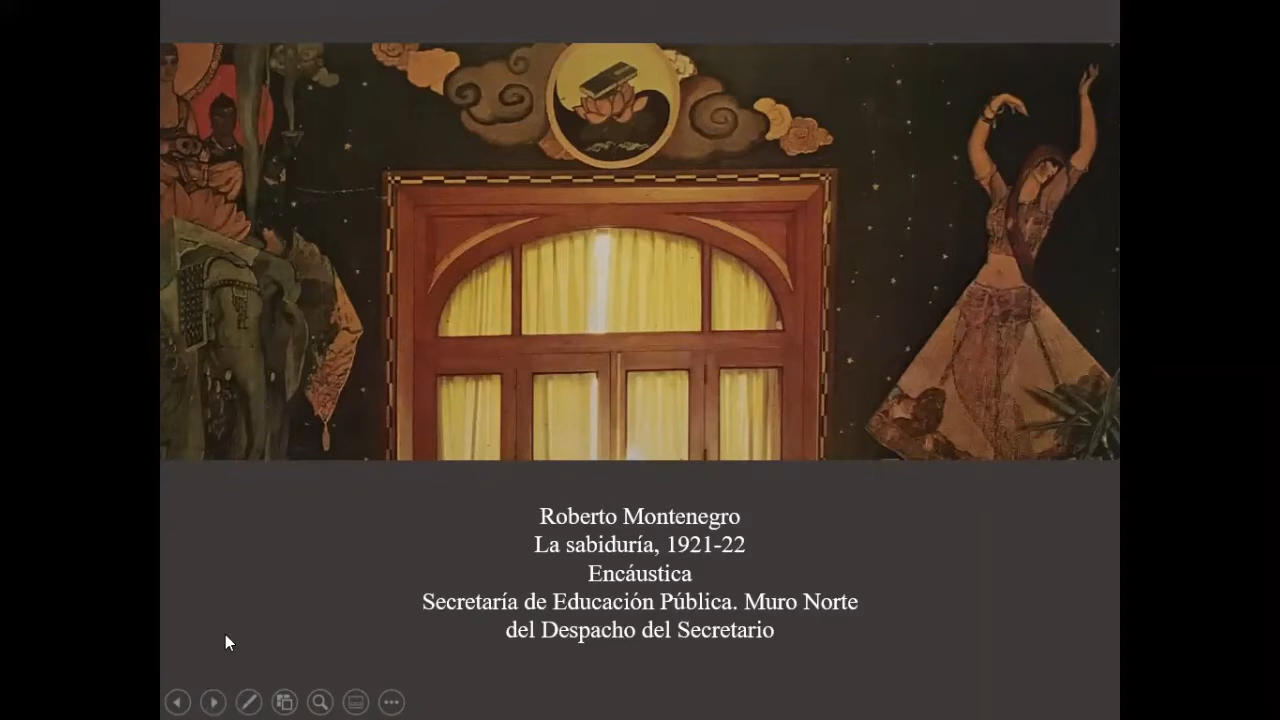 Roberto Montenegro
La sabiduría, 1921-22
Encáustica
Secretaría de Educación Pública. Muro Norte
del Despacho del Secretario